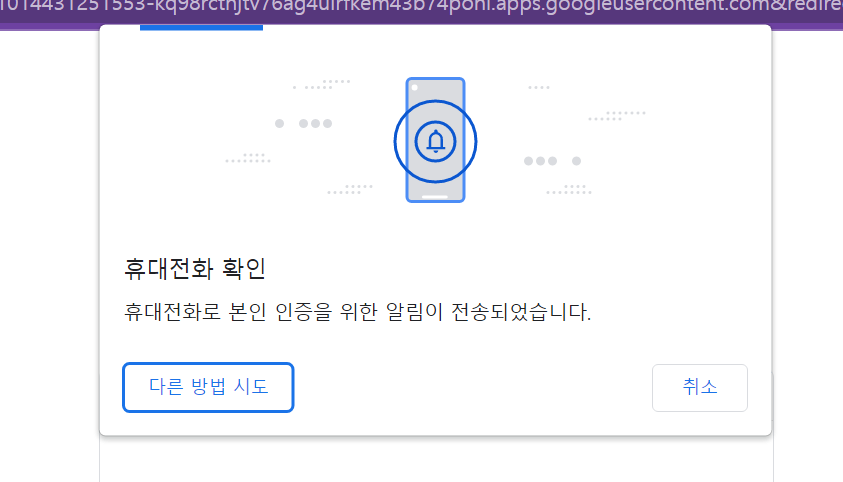 1014431251553-kq98rcthjtv76ag4ulrfkem43b74poni.apps.googleusercontent.com&redire
휴대전화 확인
휴대전화로 본인 인증을 위한 알림이 전송되었습니다.
다른 방법 시도
취소